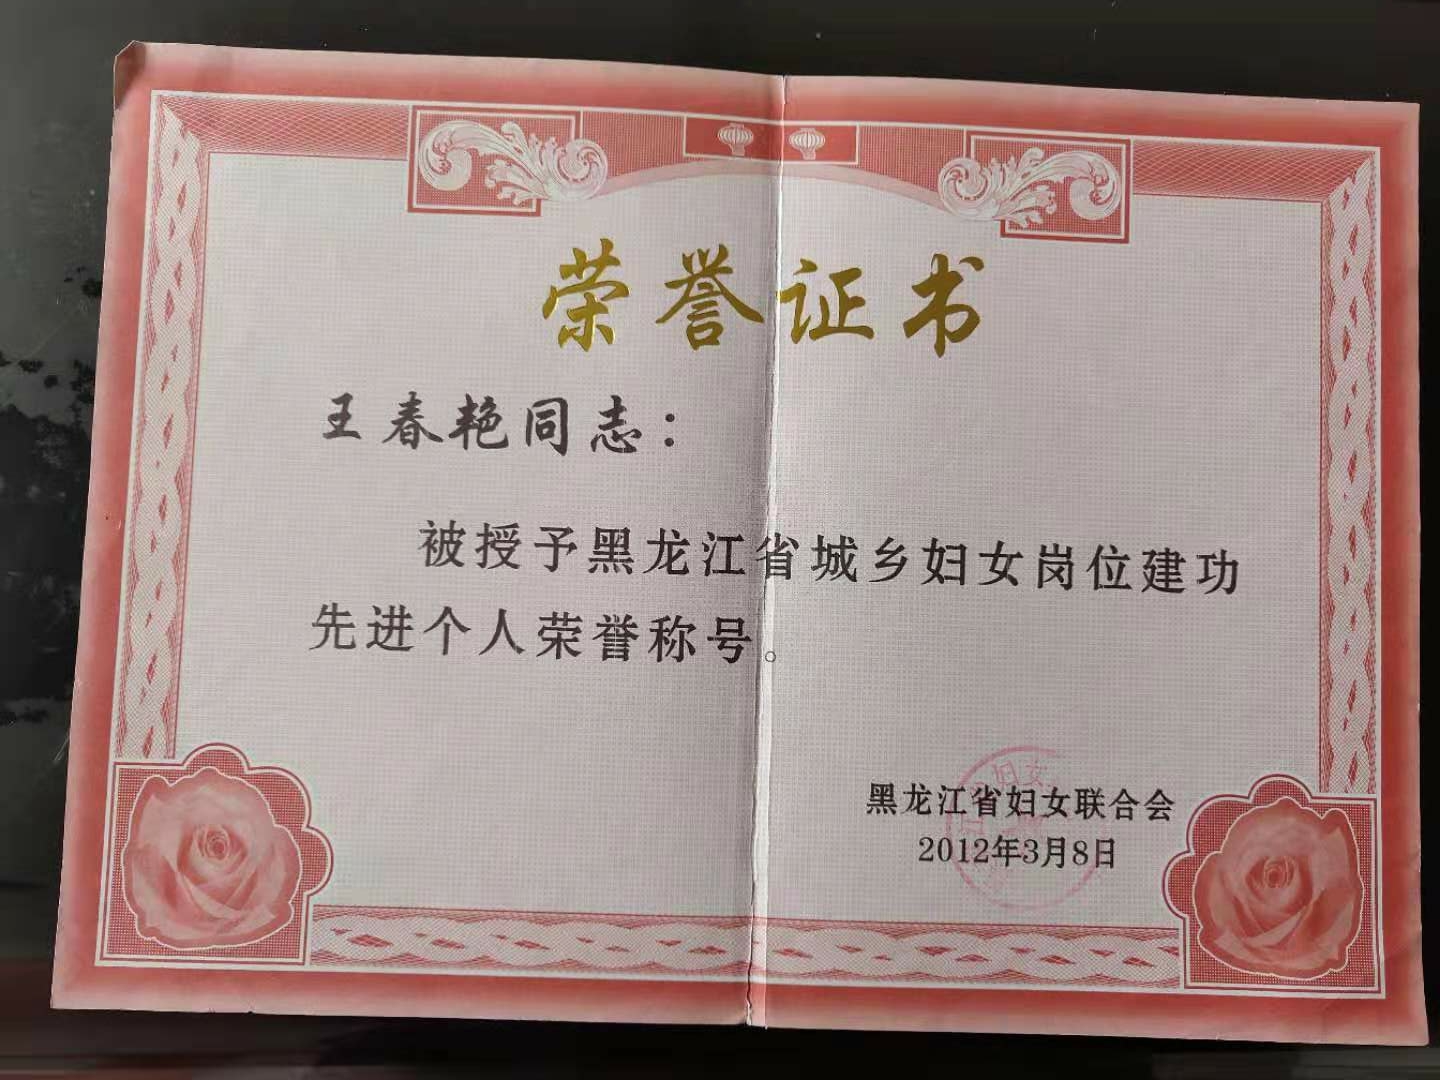 荣誉证书
王春艳同志：
被授予黑龙江省城乡妇女岗位建功
先进个人荣誉称号。
黑龙江省妇女联合会
2012年3月8日
妇女